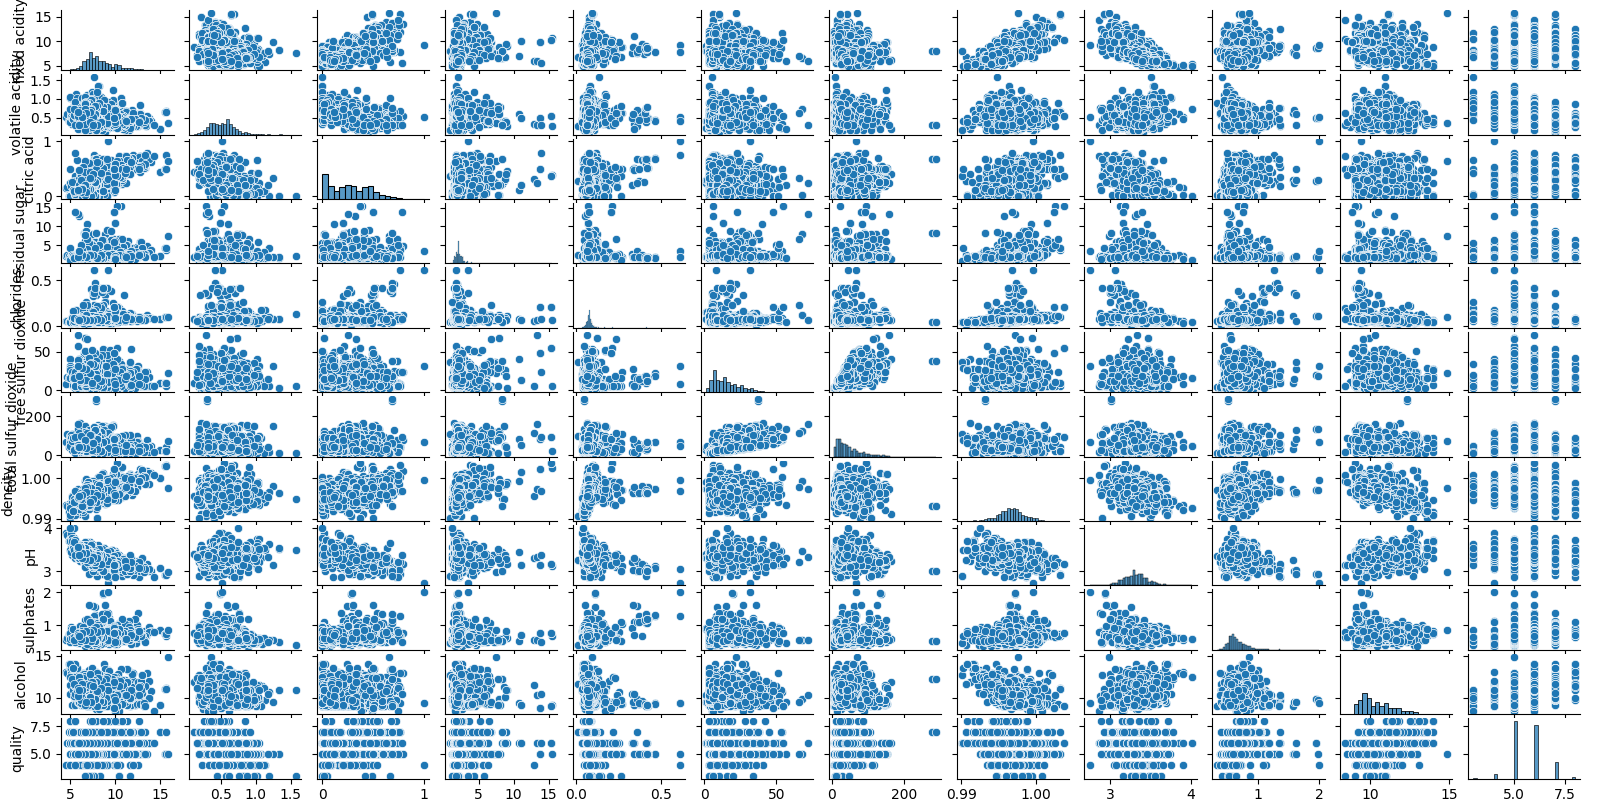 fixed acidity
15
10
5
volatile acidity
1.5
1.0
0.5
citric acid
1
0
residual sugar
15
10
5
chlorides
0.5
0.0
free sulfur dioxide
50
0
total sulfur dioxide
200
0
density
1.00
0.99
pH
4
3
sulphates
2
1
alcohol
15
10
quality
7.5
5.0
5 10 15 0.5 1.0 1.5 0 1 5 10 15 0.0 0.5 0 50 0 200 0.99 1.00 3 4 1 2 10 15 5.0 7.5